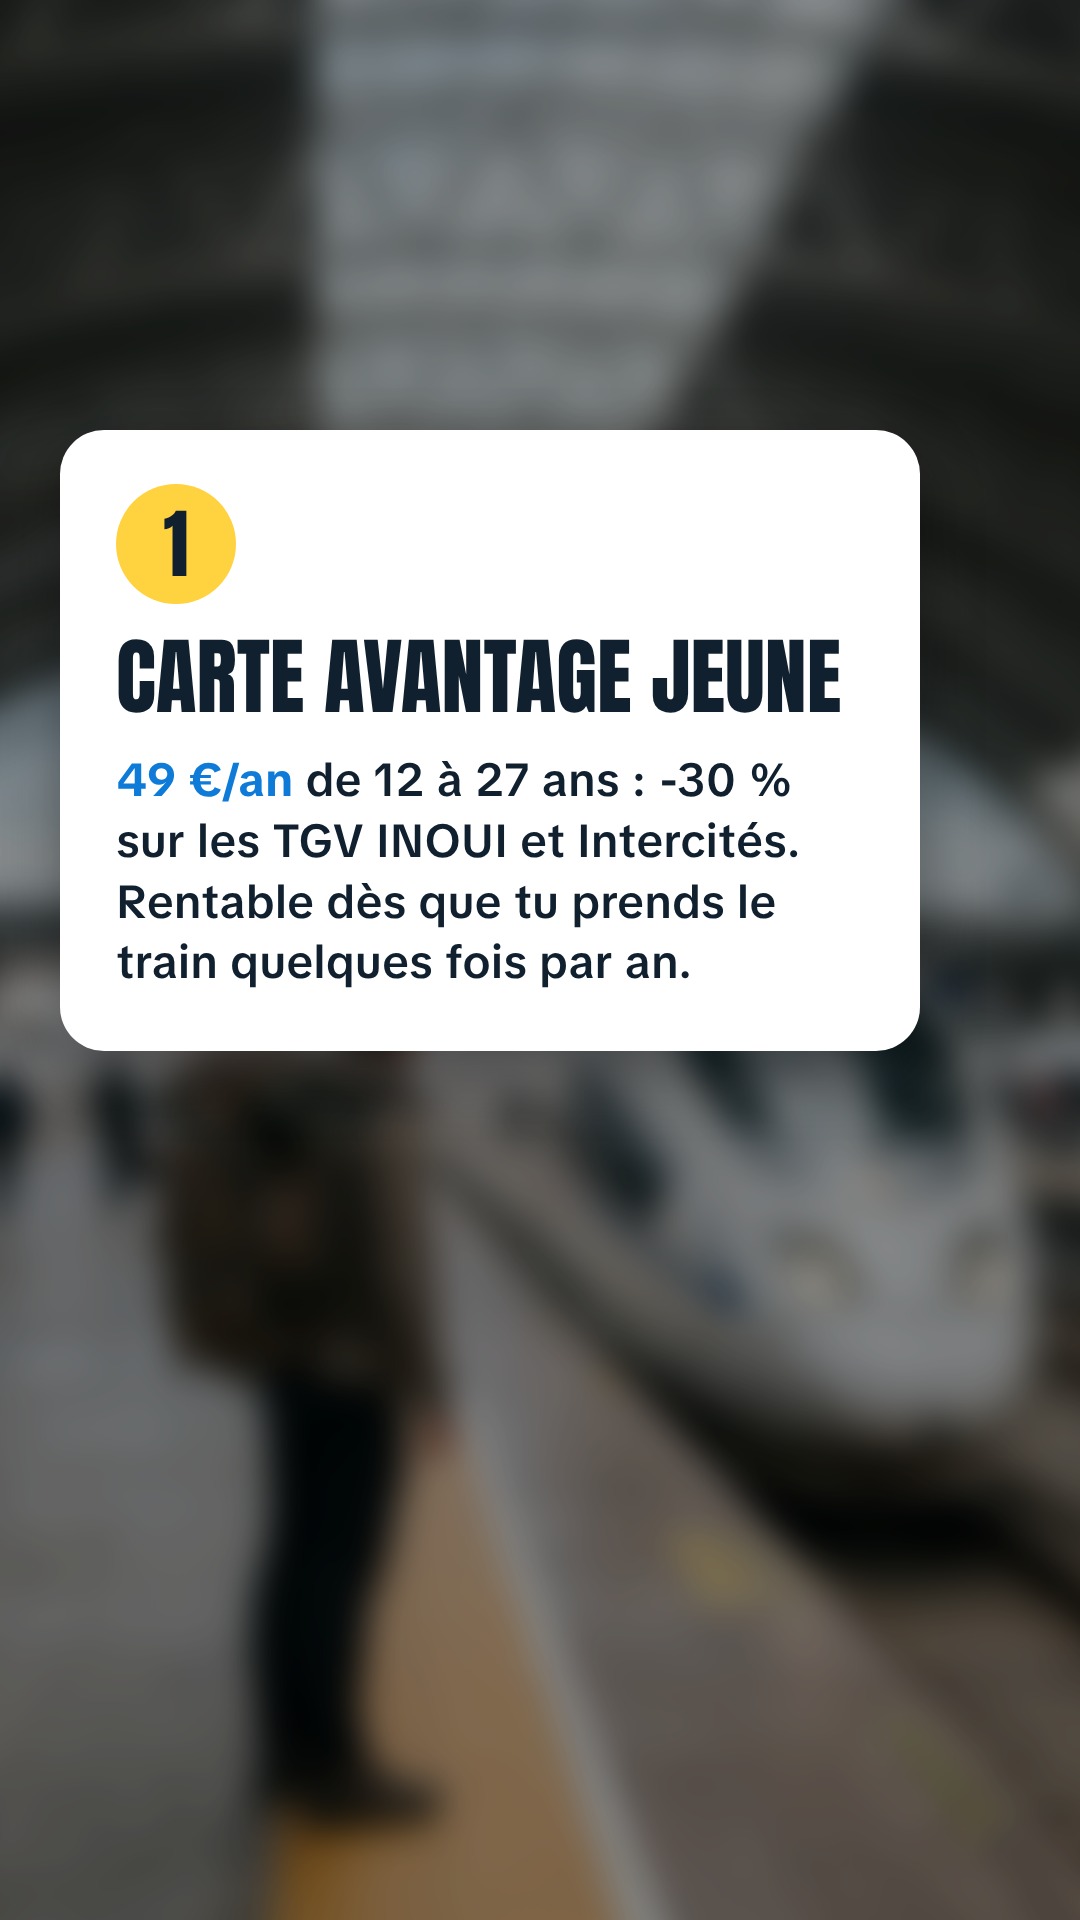 1
CARTE AVANTAGE JEUNE
49 €/an de 12 à 27 ans : -30 %
sur les TGV INOUI et Intercités.
Rentable dès que tu prends le
train quelques fois par an.